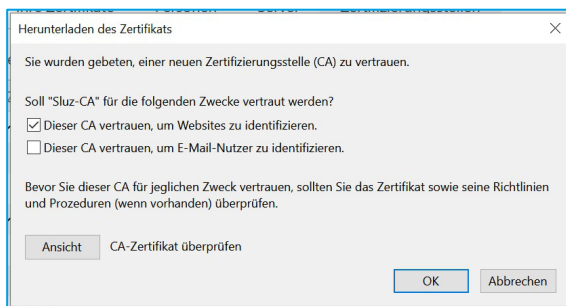 Herunterladen des Zertifikats
Sie wurden gebeten, einer neuen Zertifizierungsstelle (CA) zu vertrauen.
Soll "Sluz-CA" für die folgenden Zwecke vertraut werden?
Dieser CA vertrauen, um Websites zu identifizieren.
Dieser CA vertrauen, um E-Mail-Nutzer zu identifizieren.
Bevor Sie dieser CA für jeglichen Zweck vertrauen, sollten Sie das Zertifikat sowie seine Richtlinien
und Prozeduren (wenn vorhanden) überprüfen.
Ansicht CA-Zertifikat überprüfen
OK Abbrechen